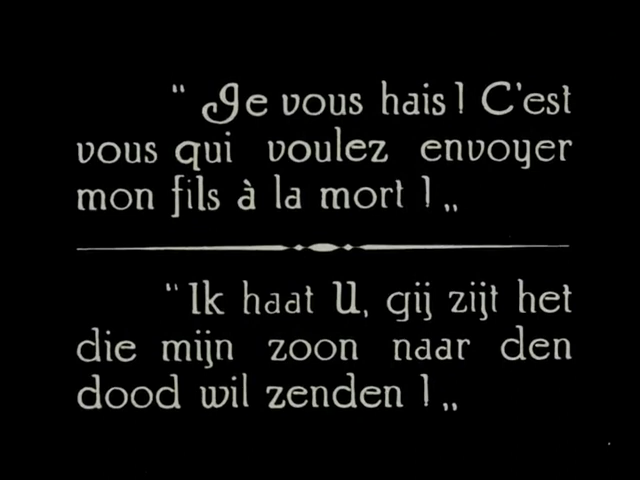 " Je vous hais ! C'est
vous qui voulez envoyer
mon fils à la mort ! „
" Ik haat U, gij zijt het
die mijn zoon naar den
dood wil zenden ! „